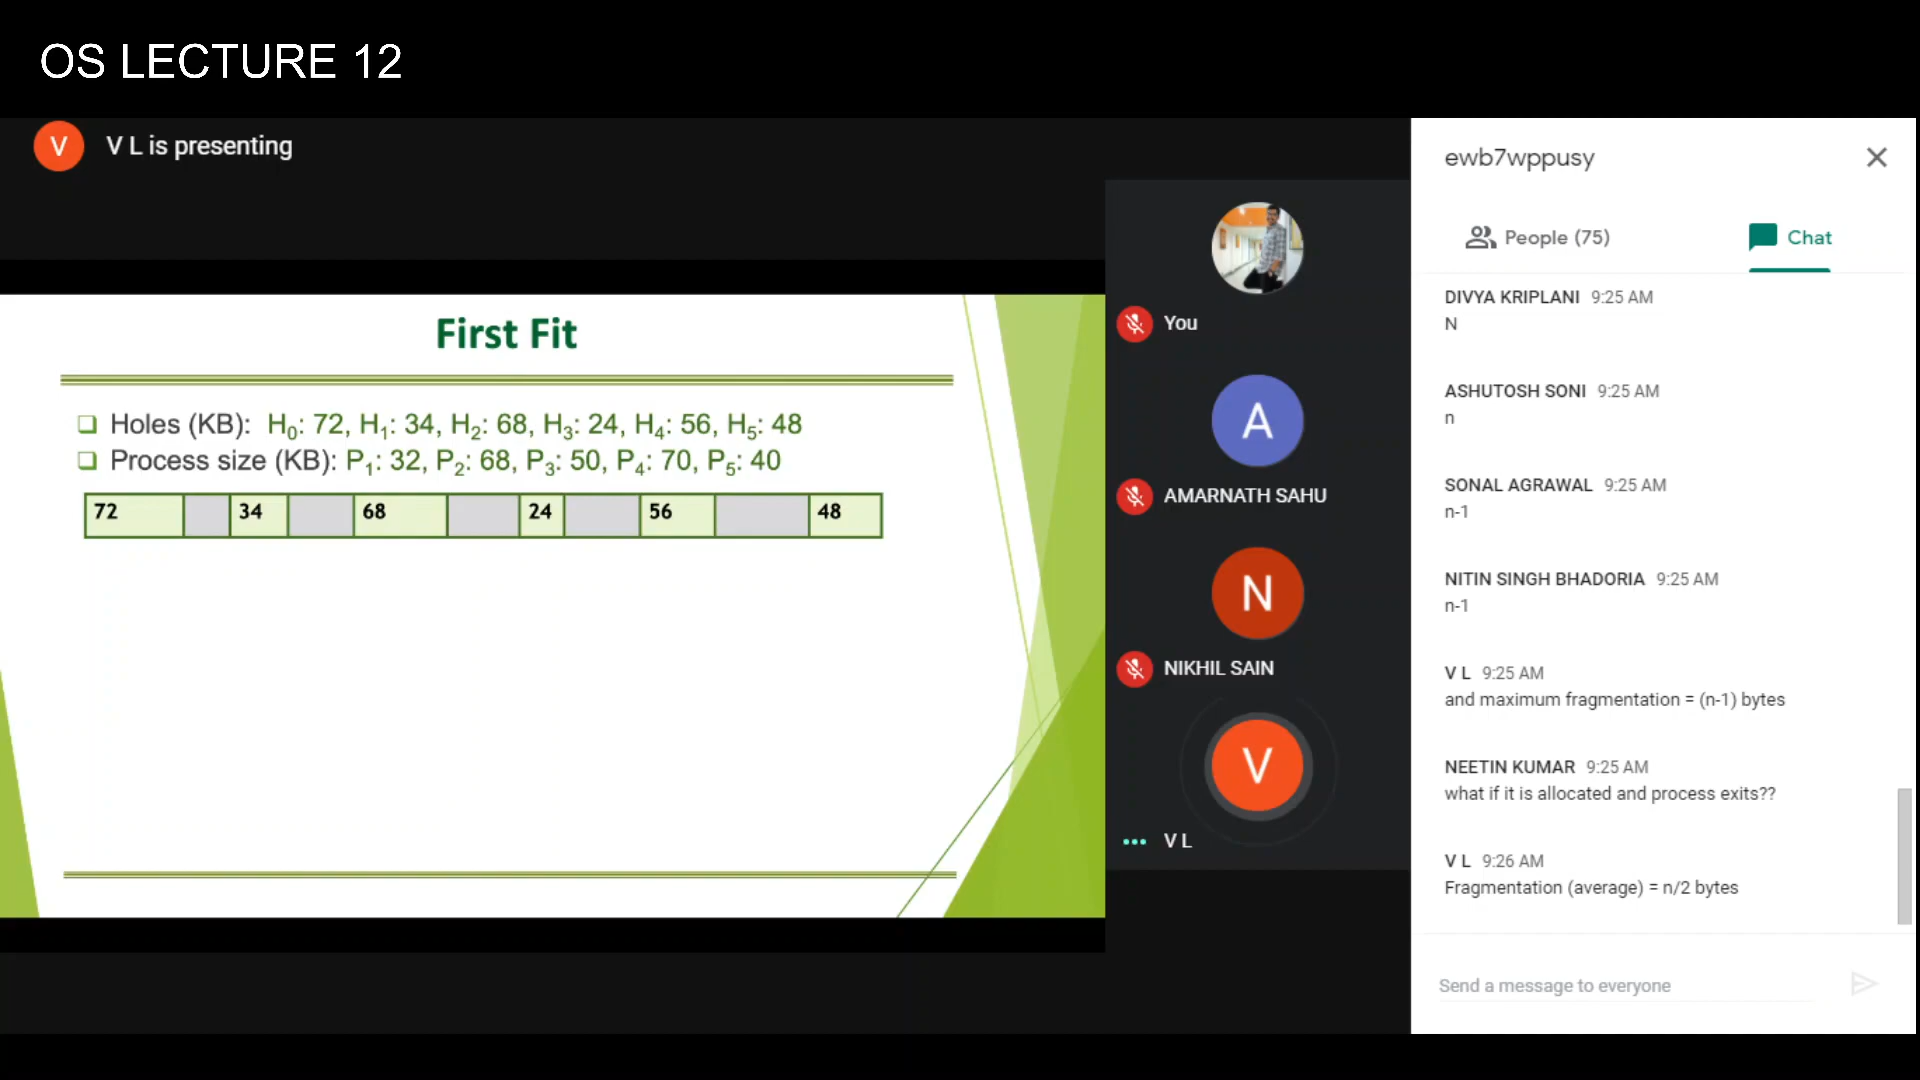 OS LECTURE 12
V
V L is presenting
First Fit
Holes (KB): H0: 72, H1: 34, H2: 68, H3: 24, H4: 56, H5: 48
Process size (KB): P1: 32, P2: 68, P3: 50, P4: 70, P5: 40
72 34 68 24 56 48
You
A
AMARNATH SAHU
N
NIKHIL SAIN
V
V L
ewb7wppusy
People (75)
Chat
DIVYA KRIPLANI 9:25 AM
N
ASHUTOSH SONI 9:25 AM
n
SONAL AGRAWAL 9:25 AM
n-1
NITIN SINGH BHADORIA 9:25 AM
n-1
V L 9:25 AM
and maximum fragmentation = (n-1) bytes
NEETIN KUMAR 9:25 AM
what if it is allocated and process exits??
V L 9:26 AM
Fragmentation (average) = n/2 bytes
Send a message to everyone